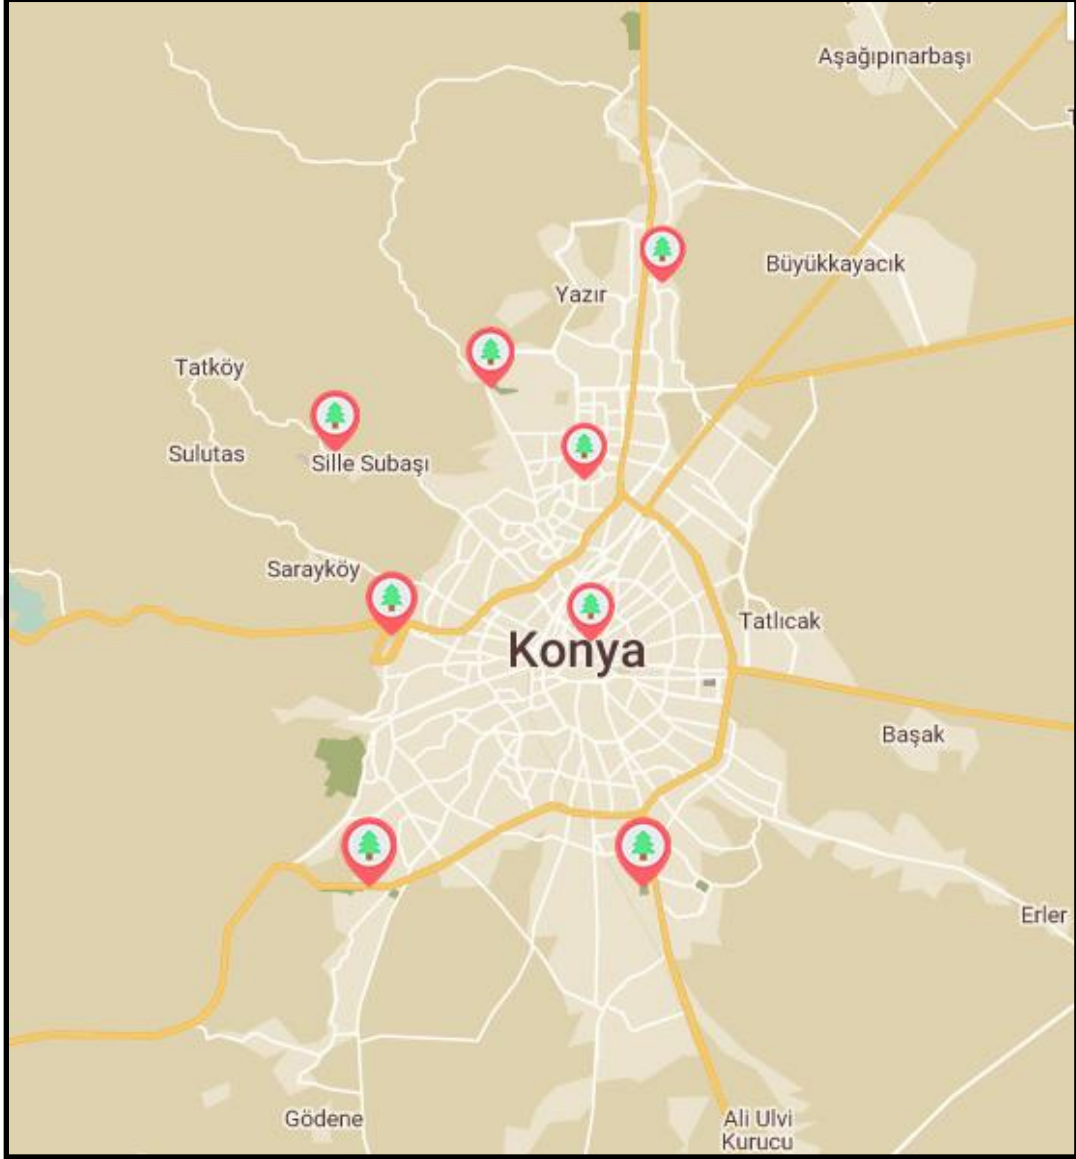 Aşağıpınarbaşı
Büyükkayacık
Yazır
Tatköy
Sulutas
Sille Subaşı
Sarayköy
Tatlıcak
Konya
Başak
Erler
Gödene
Ali Ulvi
Kurucu